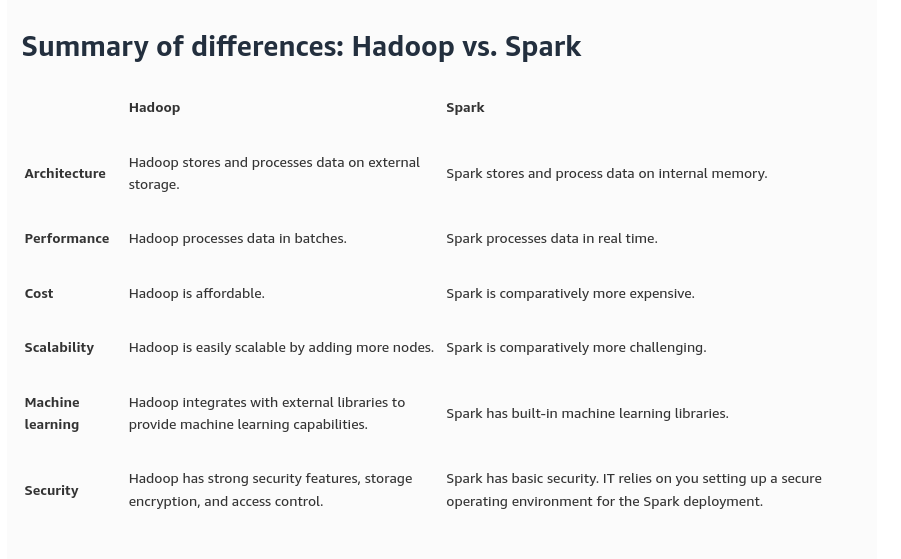 Summary of differences: Hadoop vs. Spark
Hadoop Spark
Architecture Hadoop stores and processes data on external storage. Spark stores and process data on internal memory.
Performance Hadoop processes data in batches. Spark processes data in real time.
Cost Hadoop is affordable. Spark is comparatively more expensive.
Scalability Hadoop is easily scalable by adding more nodes. Spark is comparatively more challenging.
Machine learning Hadoop integrates with external libraries to provide machine learning capabilities. Spark has built-in machine learning libraries.
Security Hadoop has strong security features, storage encryption, and access control. Spark has basic security. IT relies on you setting up a secure operating environment for the Spark deployment.